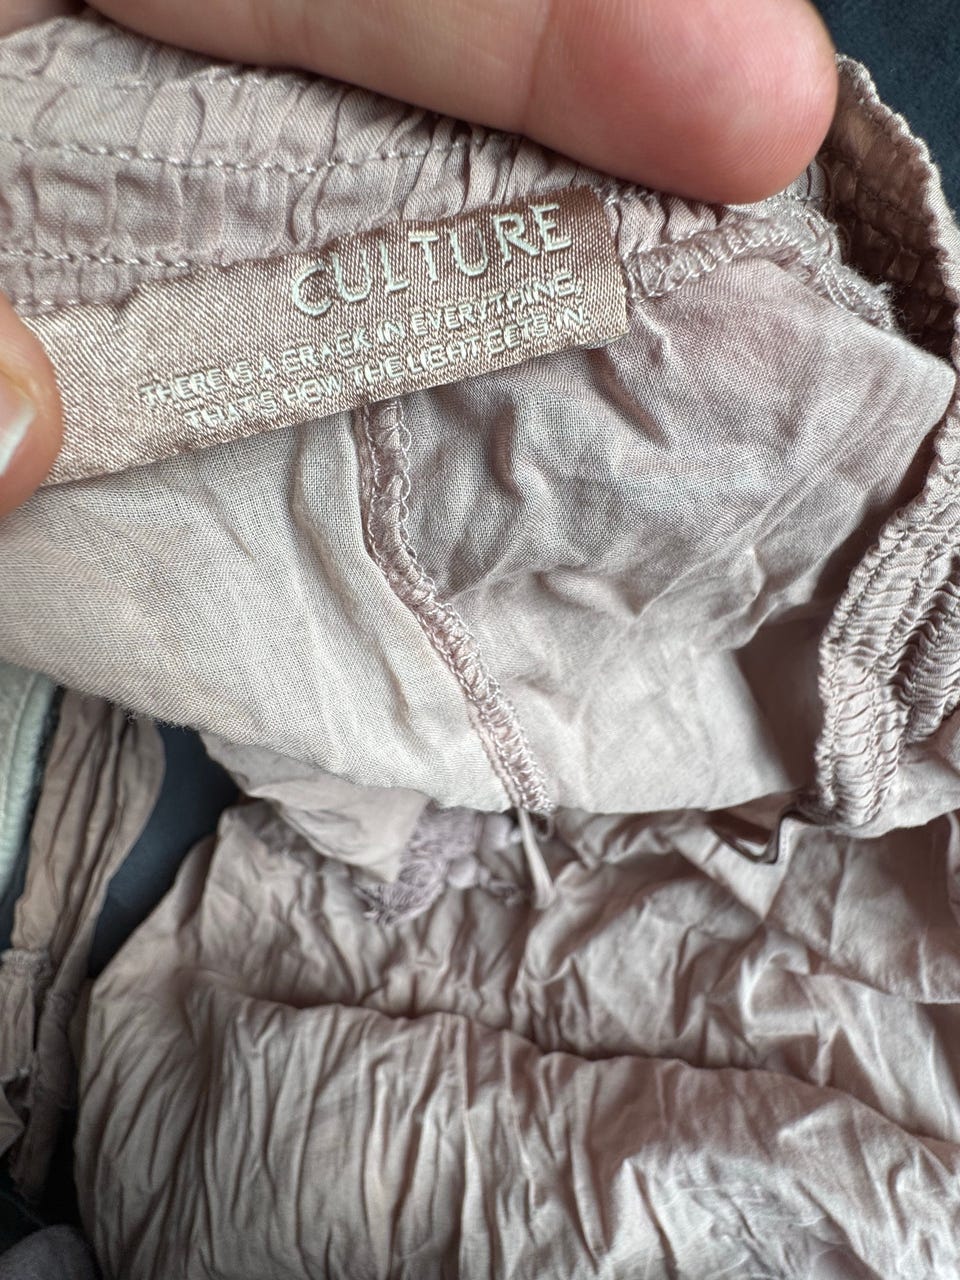 CULTURE
THERE IS A CRACK IN EVERYTHING,
THAT'S HOW THE LIGHT GETS IN.